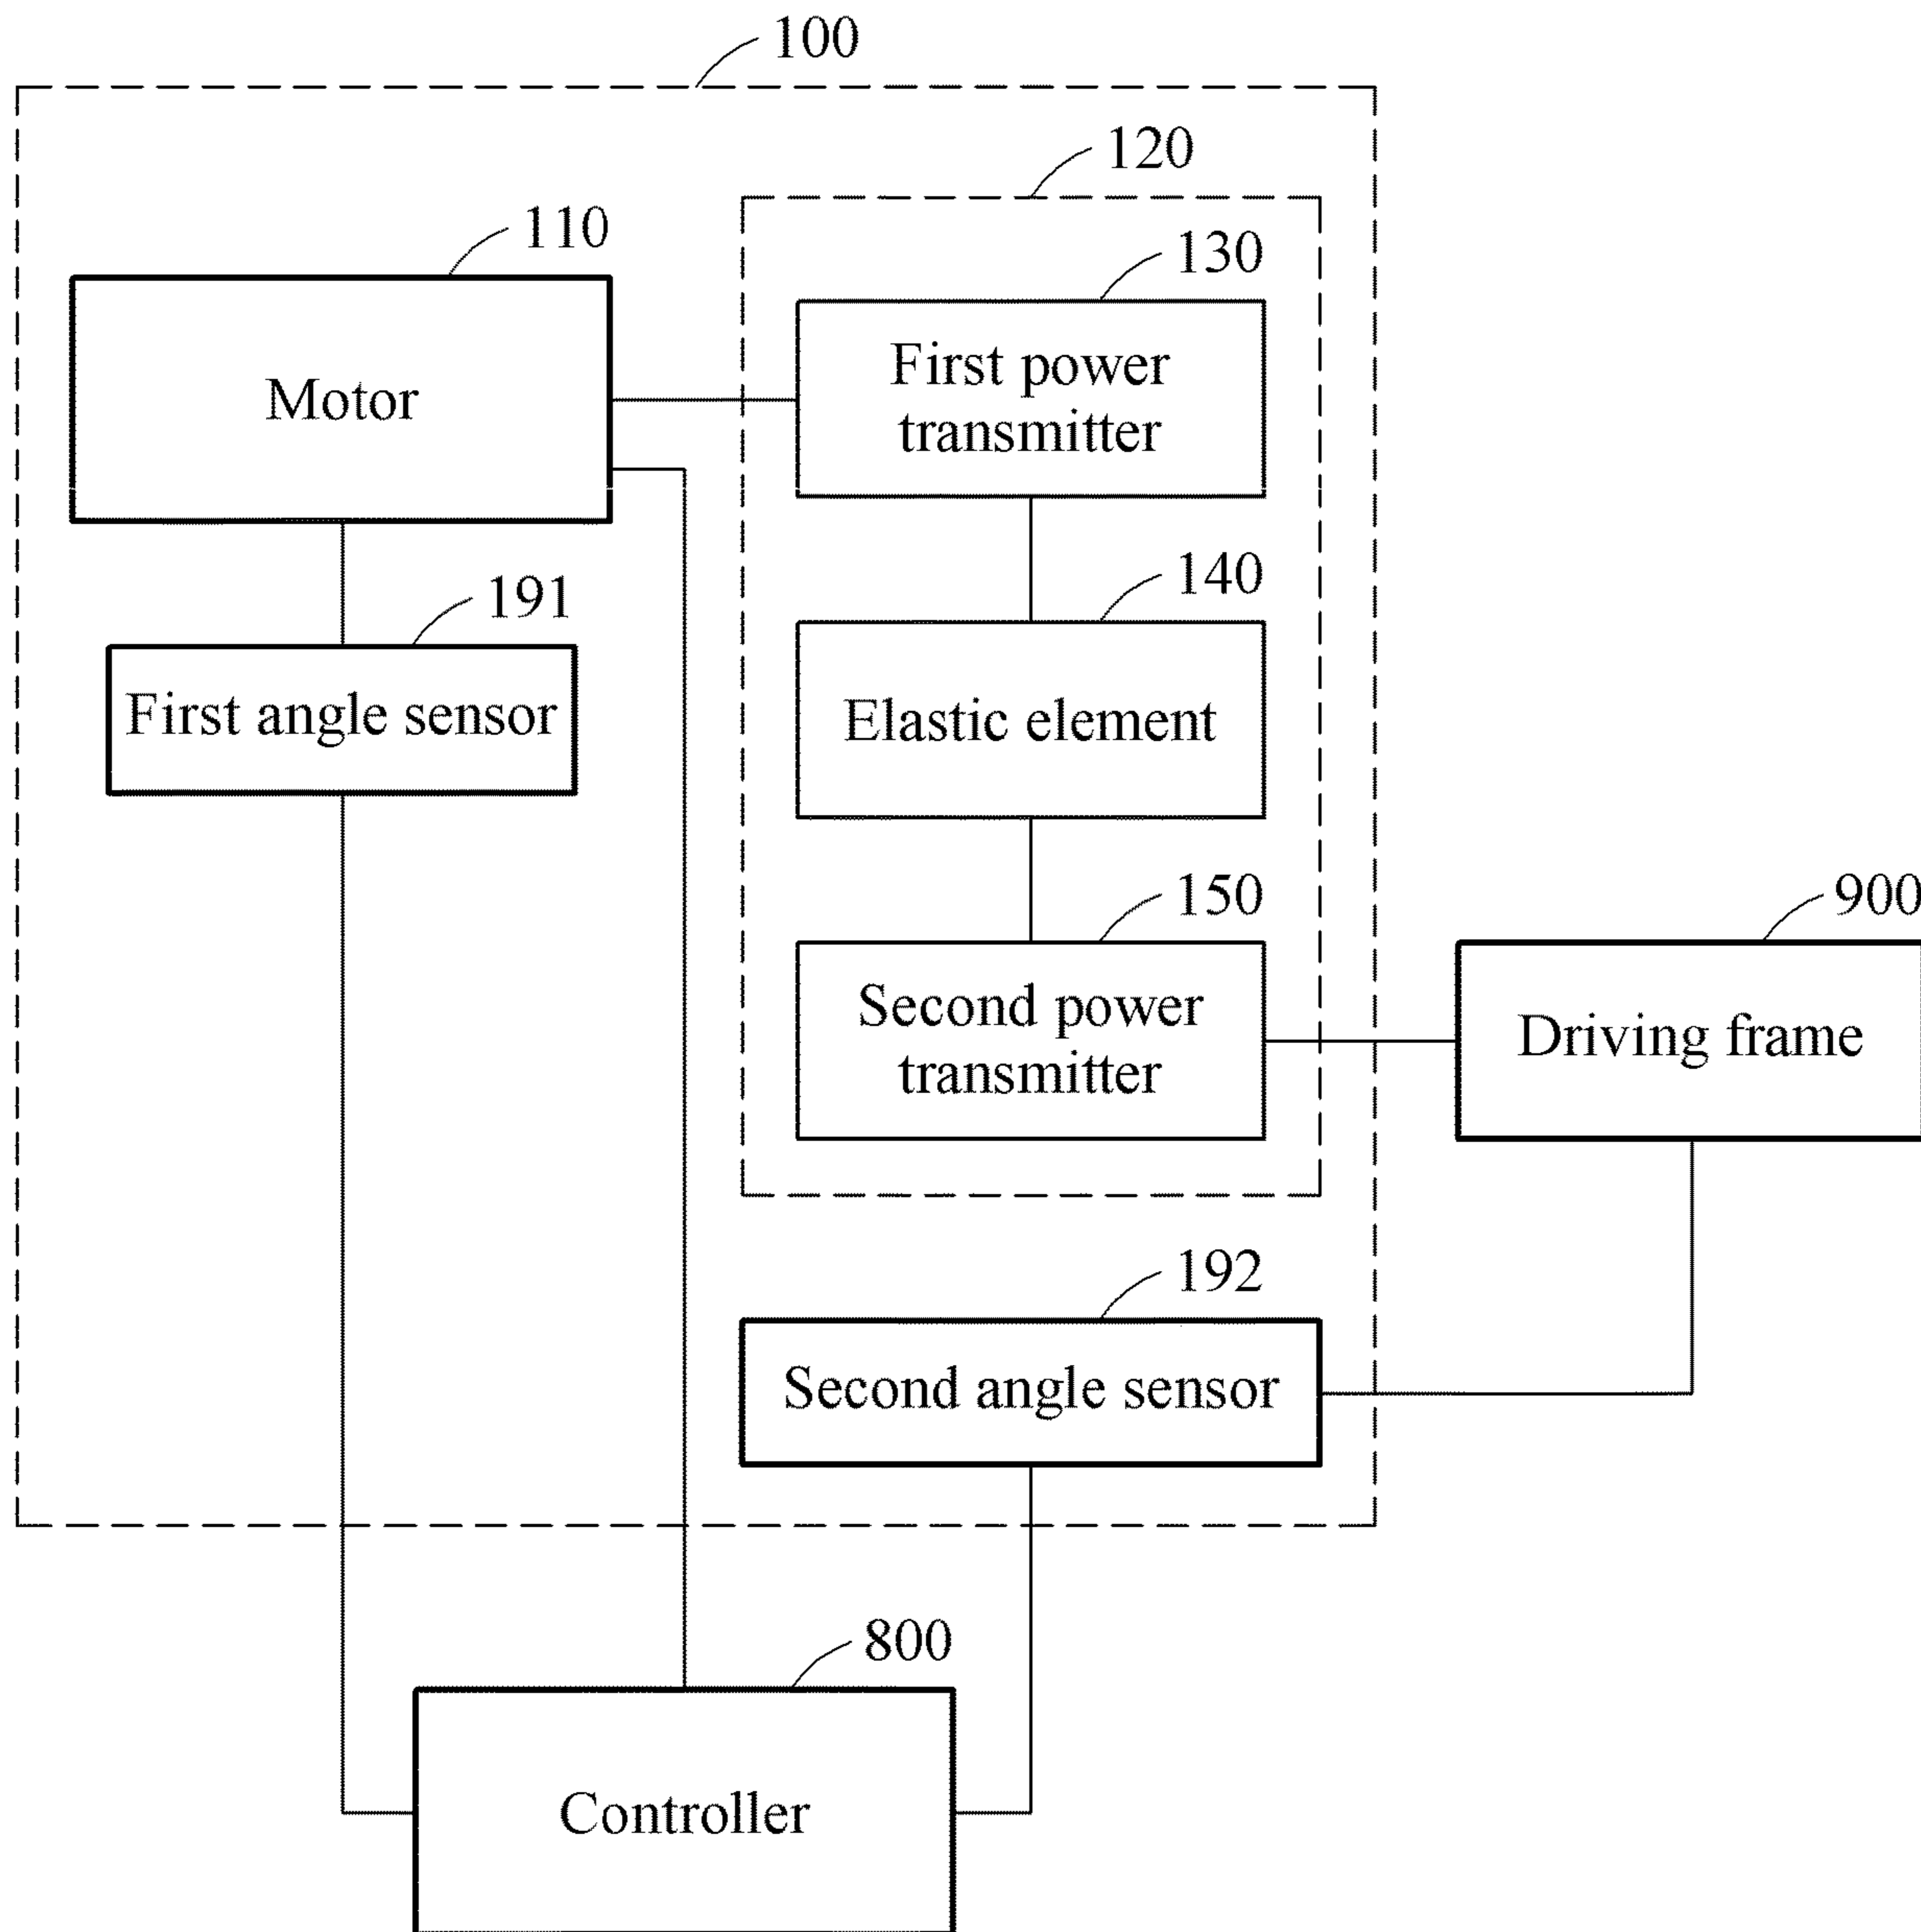 100
120
110
130
Motor
First power
transmitter
140
191
Elastic element
First angle sensor
150
900
Second power
transmitter
Driving frame
192
Second angle sensor
800
Controller